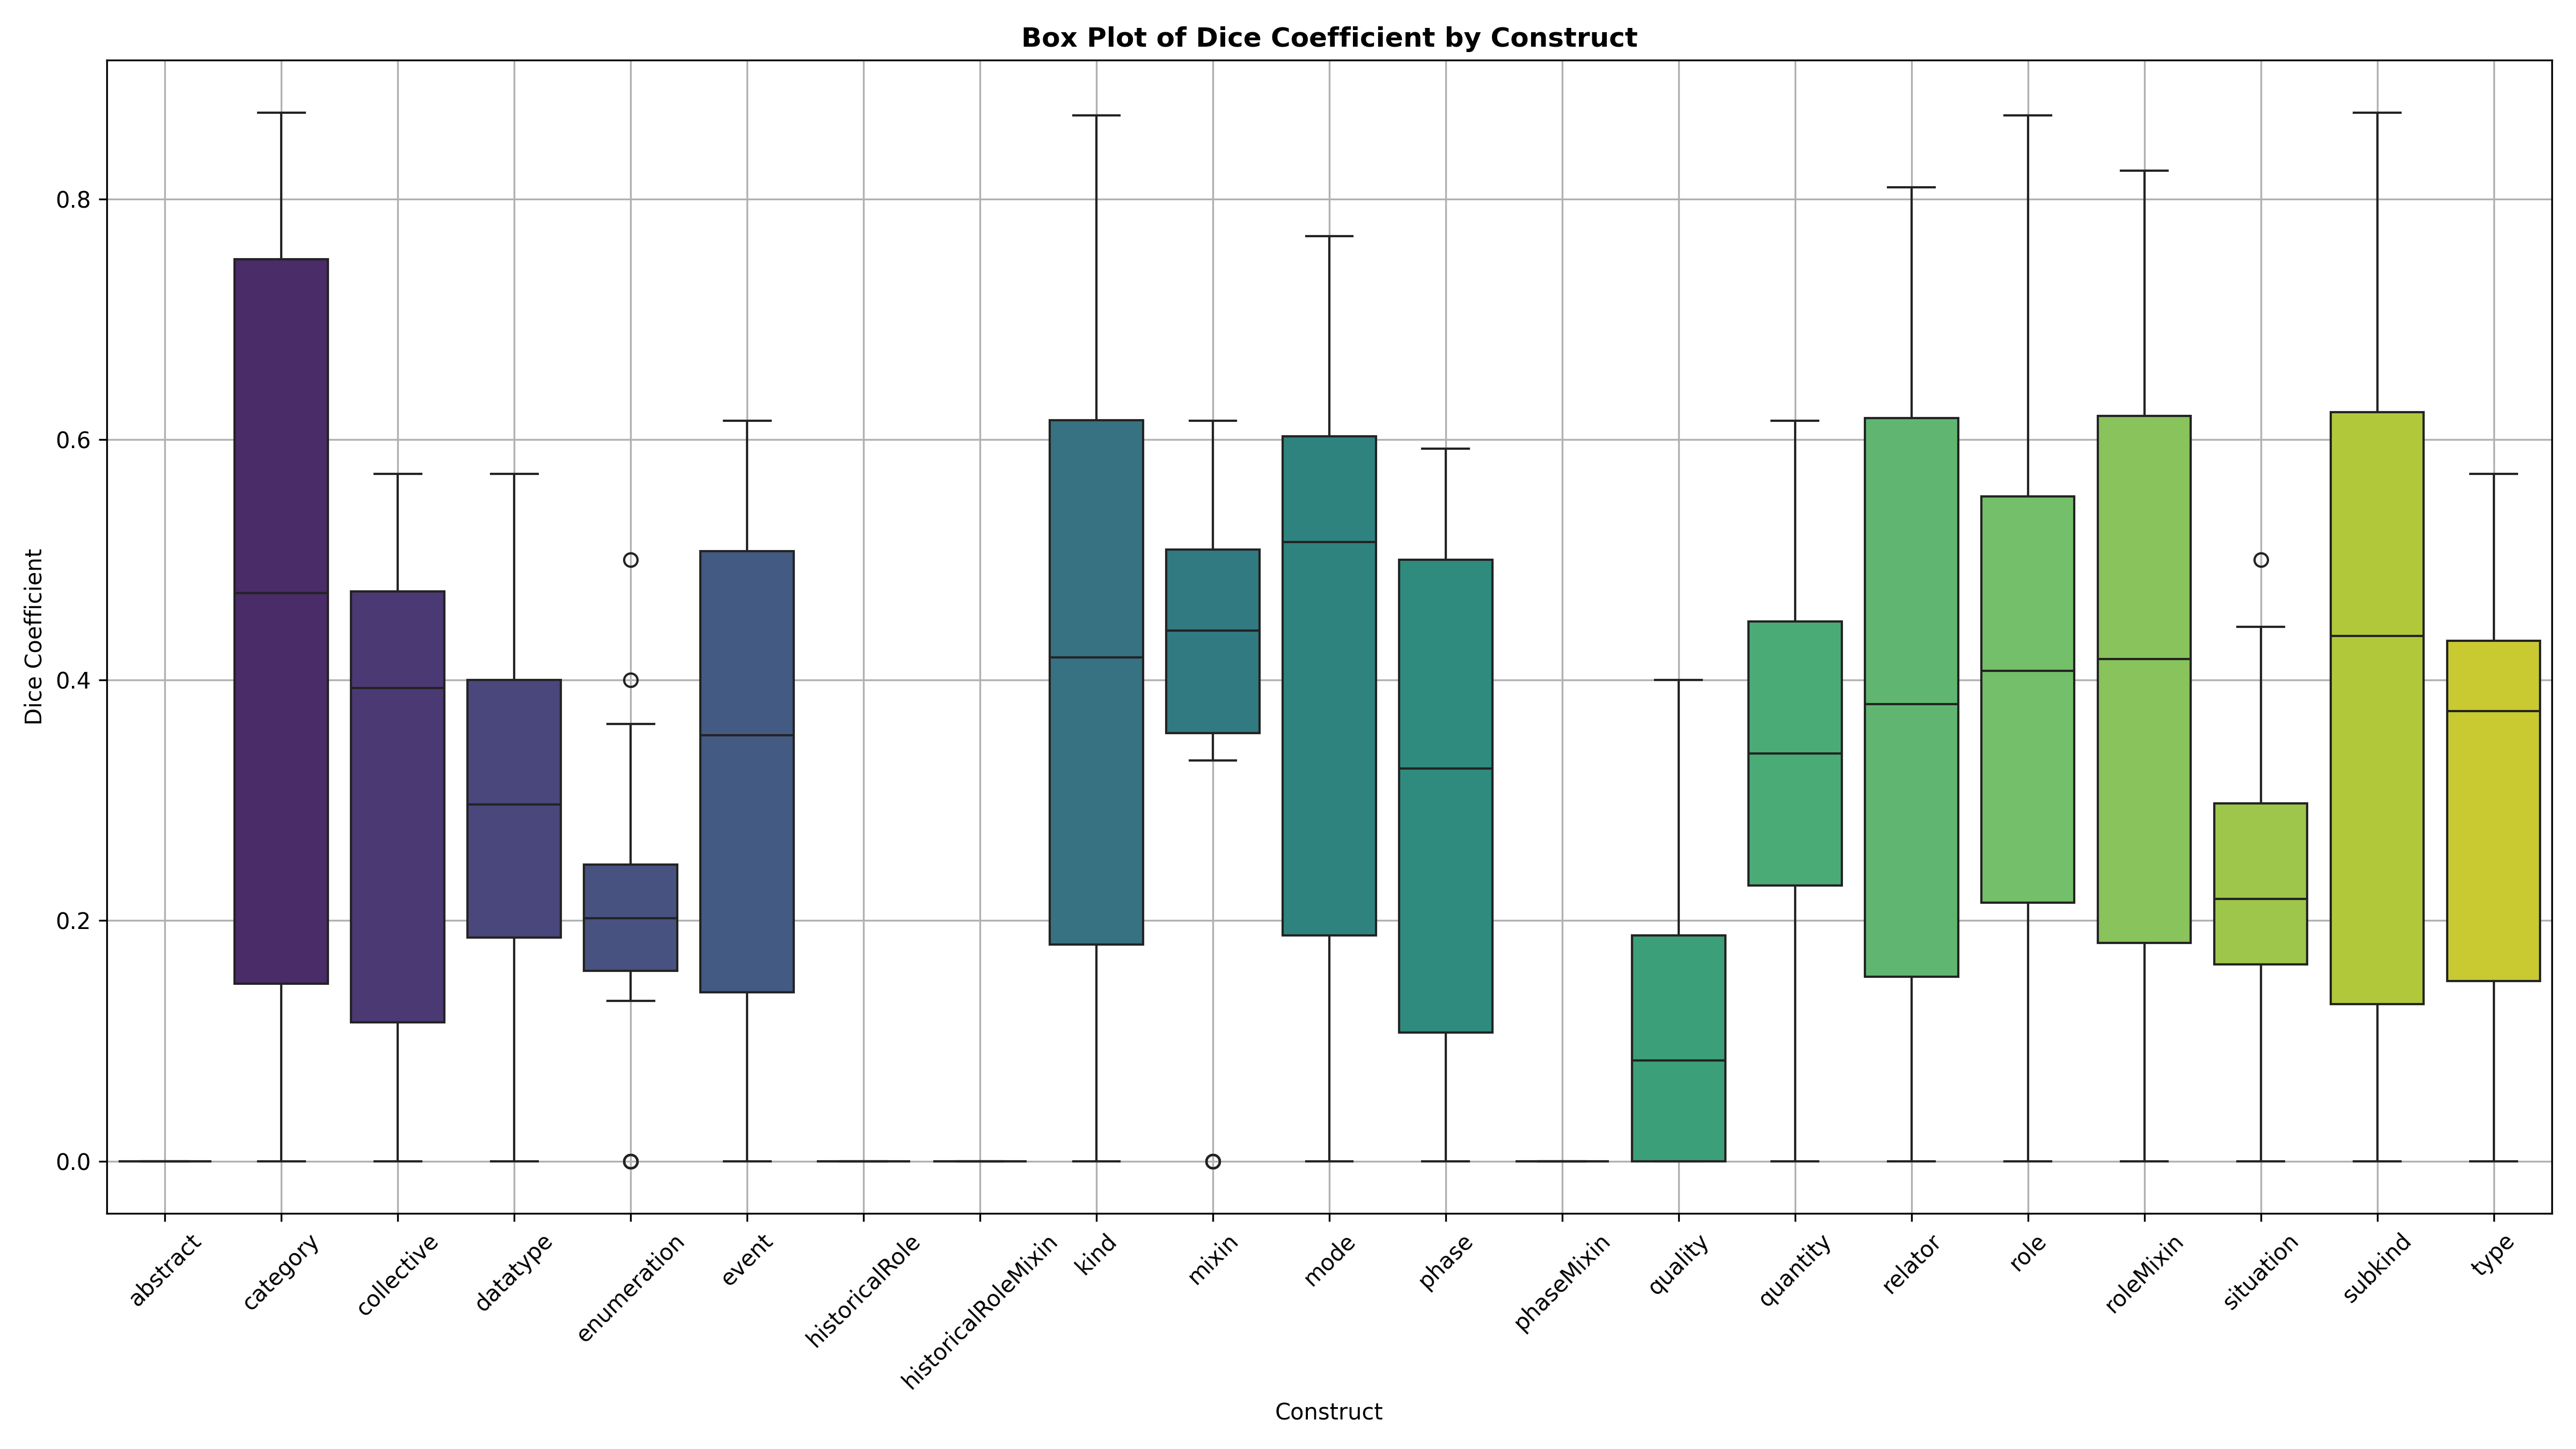 Box Plot of Dice Coefficient by Construct
Dice Coefficient
0.8
0.6
0.4
0.2
0.0
abstract
category
collective
datatype
enumeration
event
historicalRole
historicalRoleMixin
kind
mixin
mode
phase
phaseMixin
quality
quantity
relator
role
roleMixin
situation
subkind
type
Construct